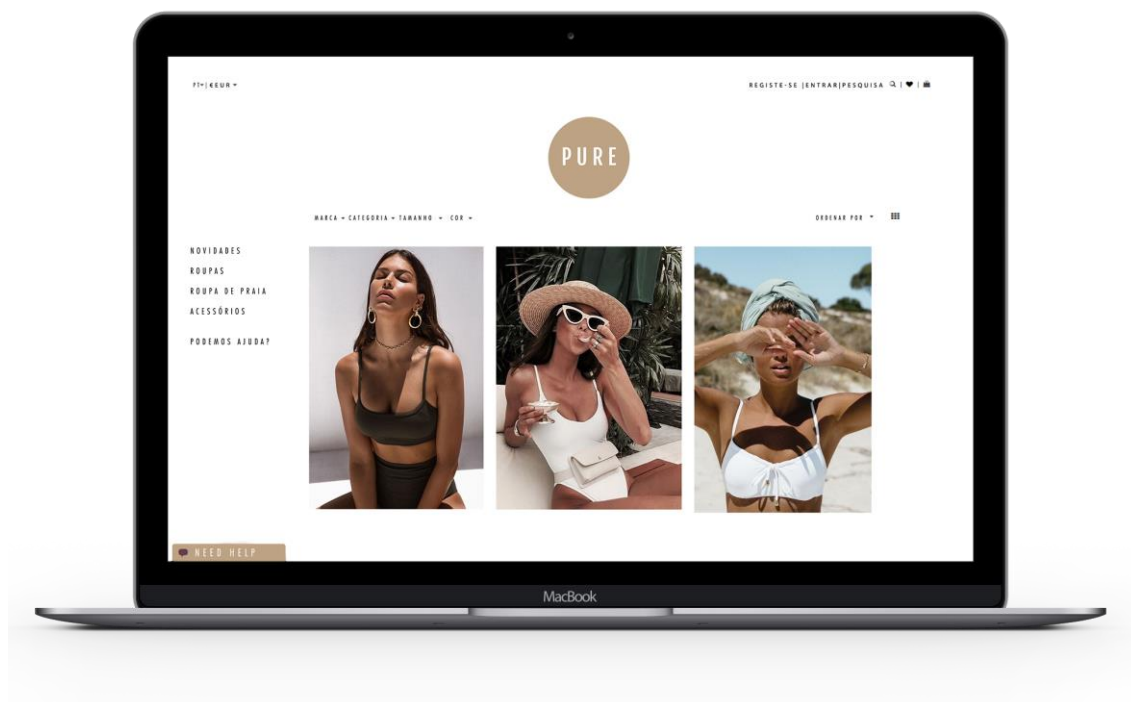 PT | €EUR
REGISTE-SE |ENTRAR|PESQUISA | |
PURE
MARCA CATEGORIA TAMANHO COR
ORDENAR POR
NOVIDADES
ROUPAS
ROUPA DE PRAIA
ACESSÓRIOS
PODEMOS AJUDA?
NEED HELP
MacBook